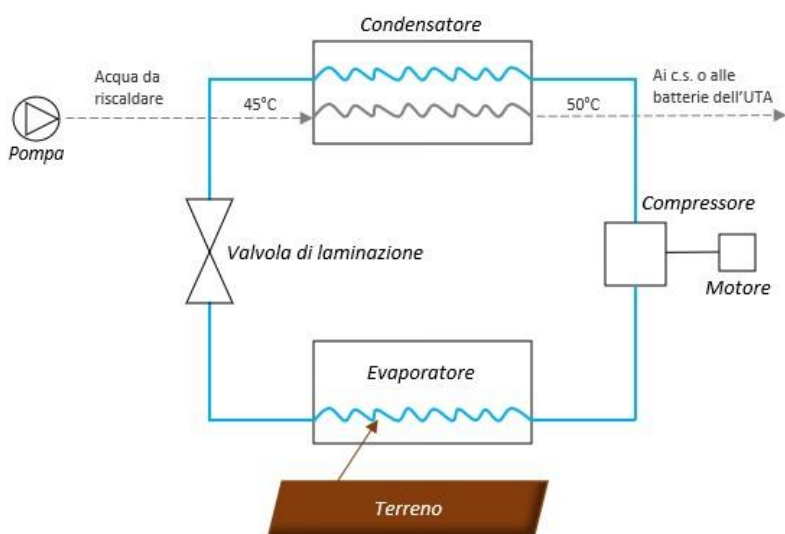 Condensatore
Acqua da
riscaldare
45°C
50°C
Ai c.s. o alle
batterie dell'UTA
Pompa
Compressore
Valvola di laminazione
Motore
Evaporatore
Terreno